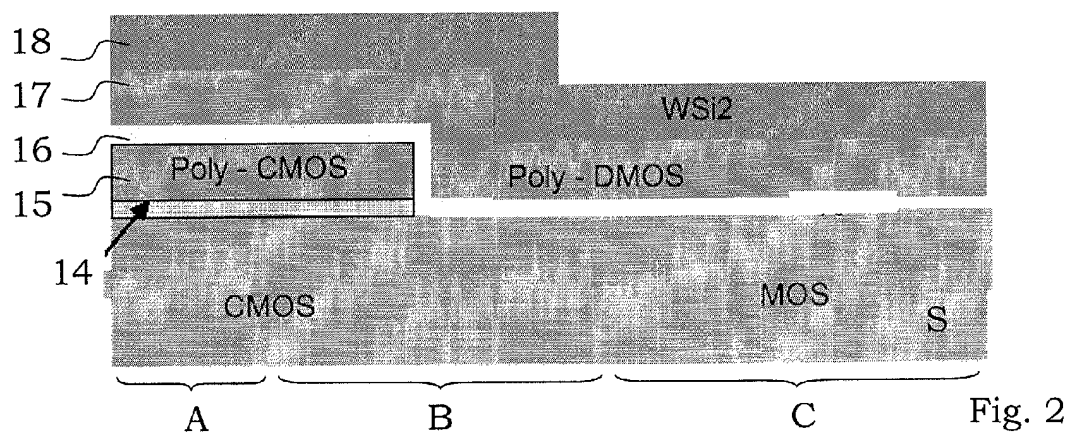 18
17
WSi2
16
Poly - CMOS
Poly - DMOS
15
14
CMOS
MOS
S
A
B
C
Fig. 2